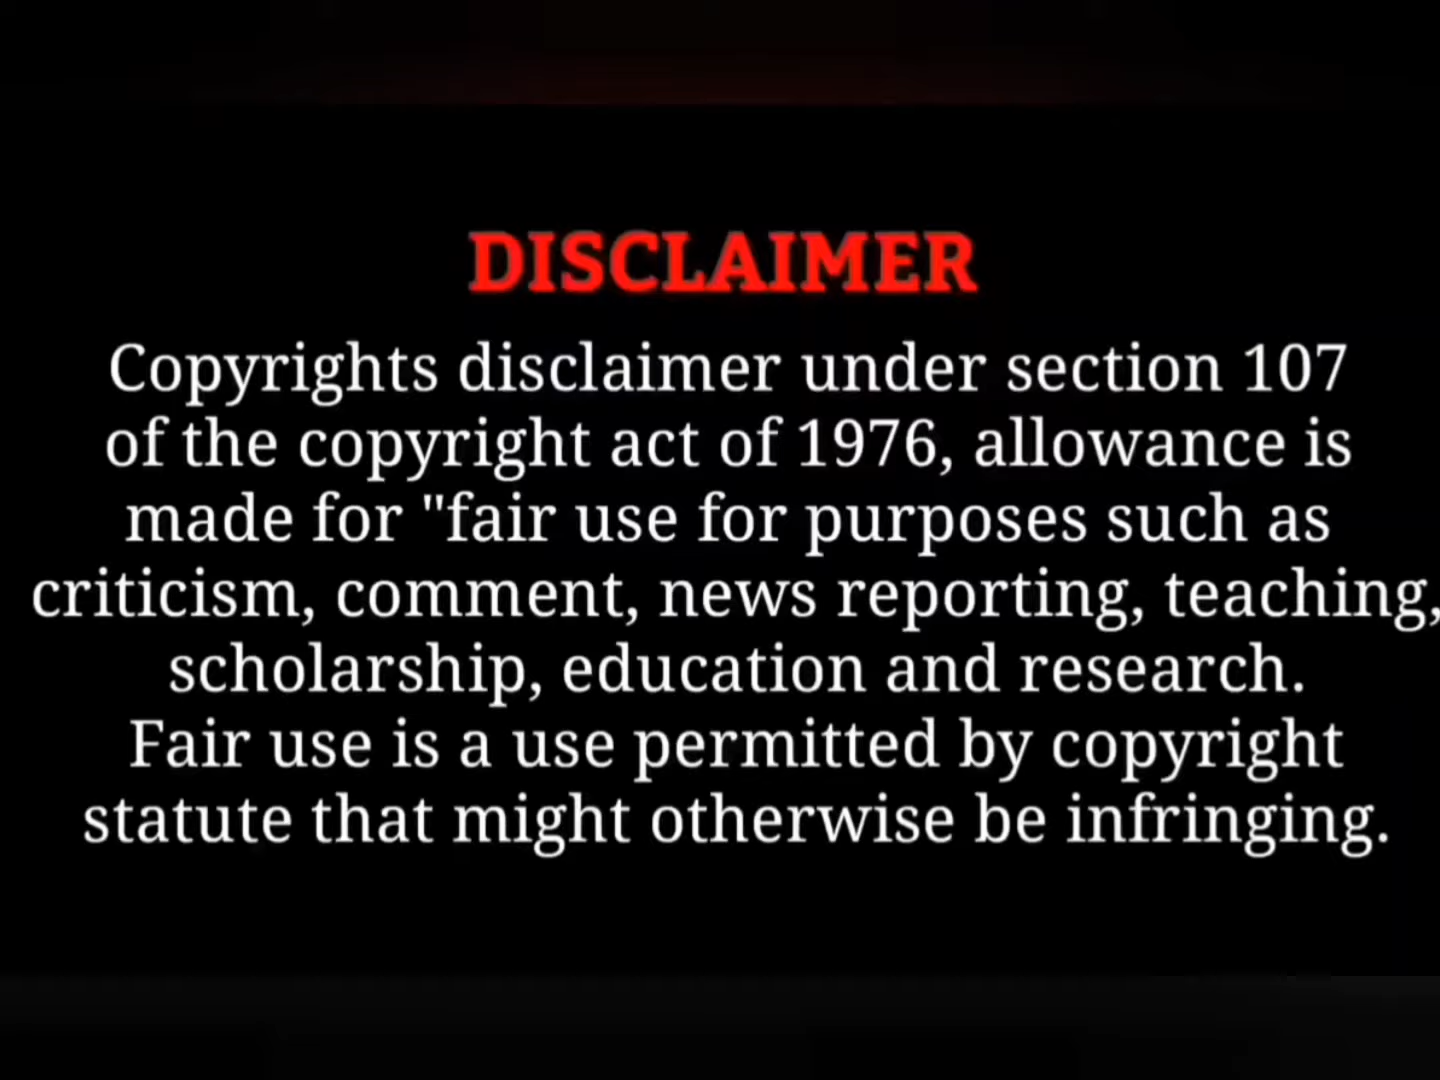 DISCLAIMER
Copyrights disclaimer under section 107
of the copyright act of 1976, allowance is
made for "fair use for purposes such as
criticism, comment, news reporting, teaching,
scholarship, education and research.
Fair use is a use permitted by copyright
statute that might otherwise be infringing.